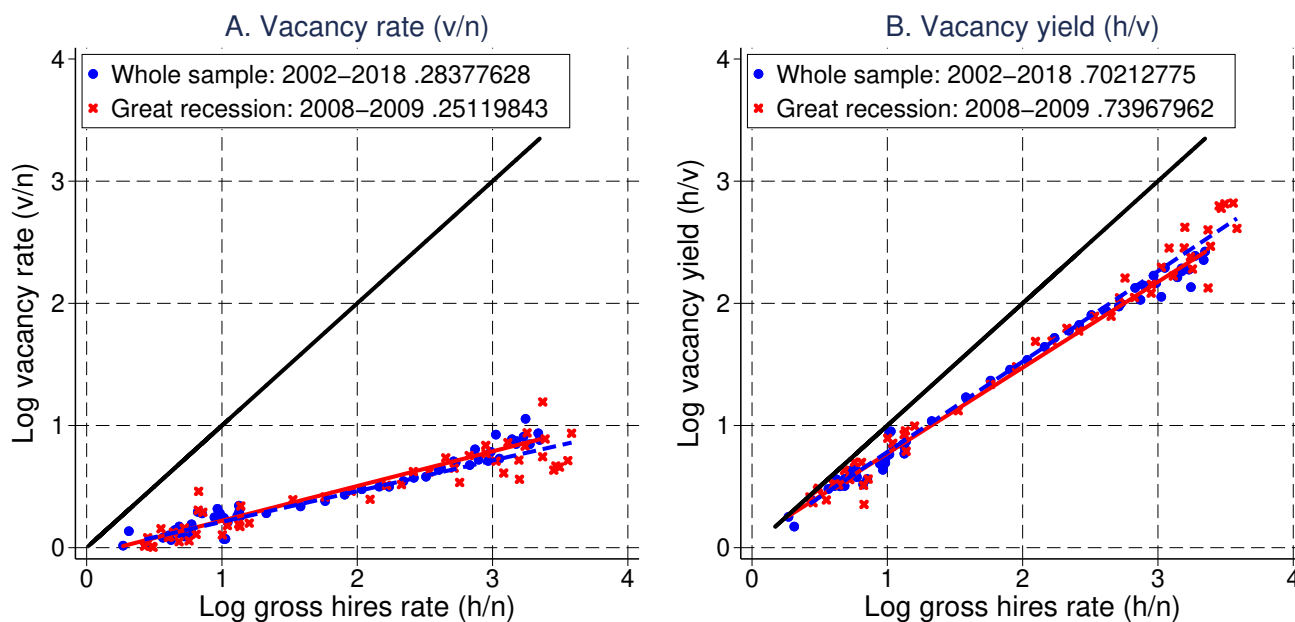 A. Vacancy rate (v/n)
4
Whole sample: 2002−2018 .28377628
Great recession: 2008−2009 .25119843
3
2
1
0
Log vacancy rate (v/n)
0 1 2 3 4
Log gross hires rate (h/n)
B. Vacancy yield (h/v)
4
Whole sample: 2002−2018 .70212775
Great recession: 2008−2009 .73967962
3
2
1
0
Log vacancy yield (h/v)
0 1 2 3 4
Log gross hires rate (h/n)